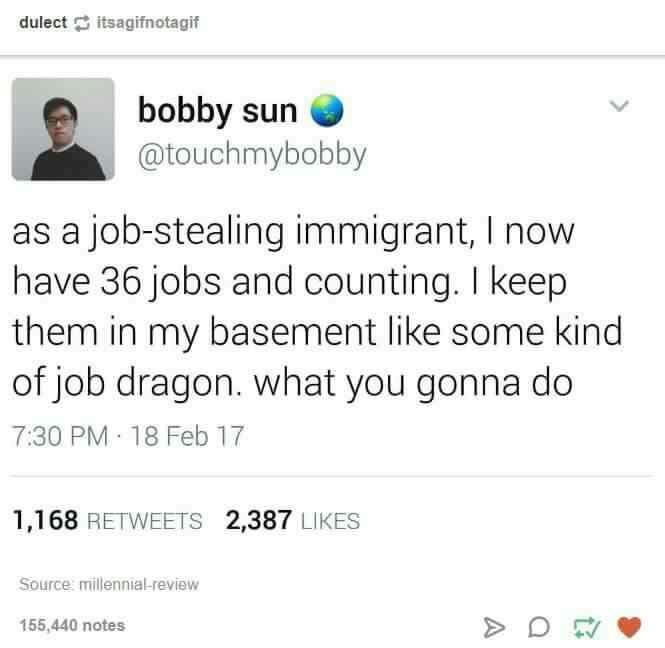 dulect itsagifnotagif
bobby sun
@touchmybobby
as a job-stealing immigrant, I now
have 36 jobs and counting. I keep
them in my basement like some kind
of job dragon. what you gonna do
7:30 PM · 18 Feb 17
1,168 RETWEETS 2,387 LIKES
Source: millennial-review
155,440 notes